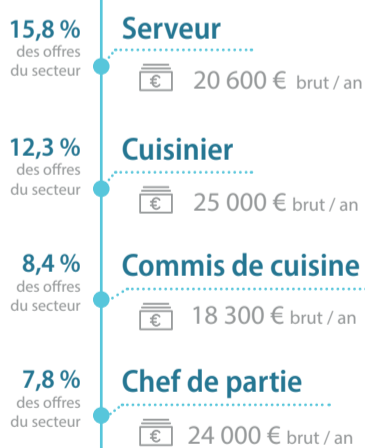 15,8 %
des offres
du secteur
Serveur
€ 20 600 € brut / an
12,3 %
des offres
du secteur
Cuisinier
€ 25 000 € brut / an
8,4 %
des offres
du secteur
Commis de cuisine
€ 18 300 € brut / an
7,8 %
des offres
du secteur
Chef de partie
€ 24 000 € brut / an